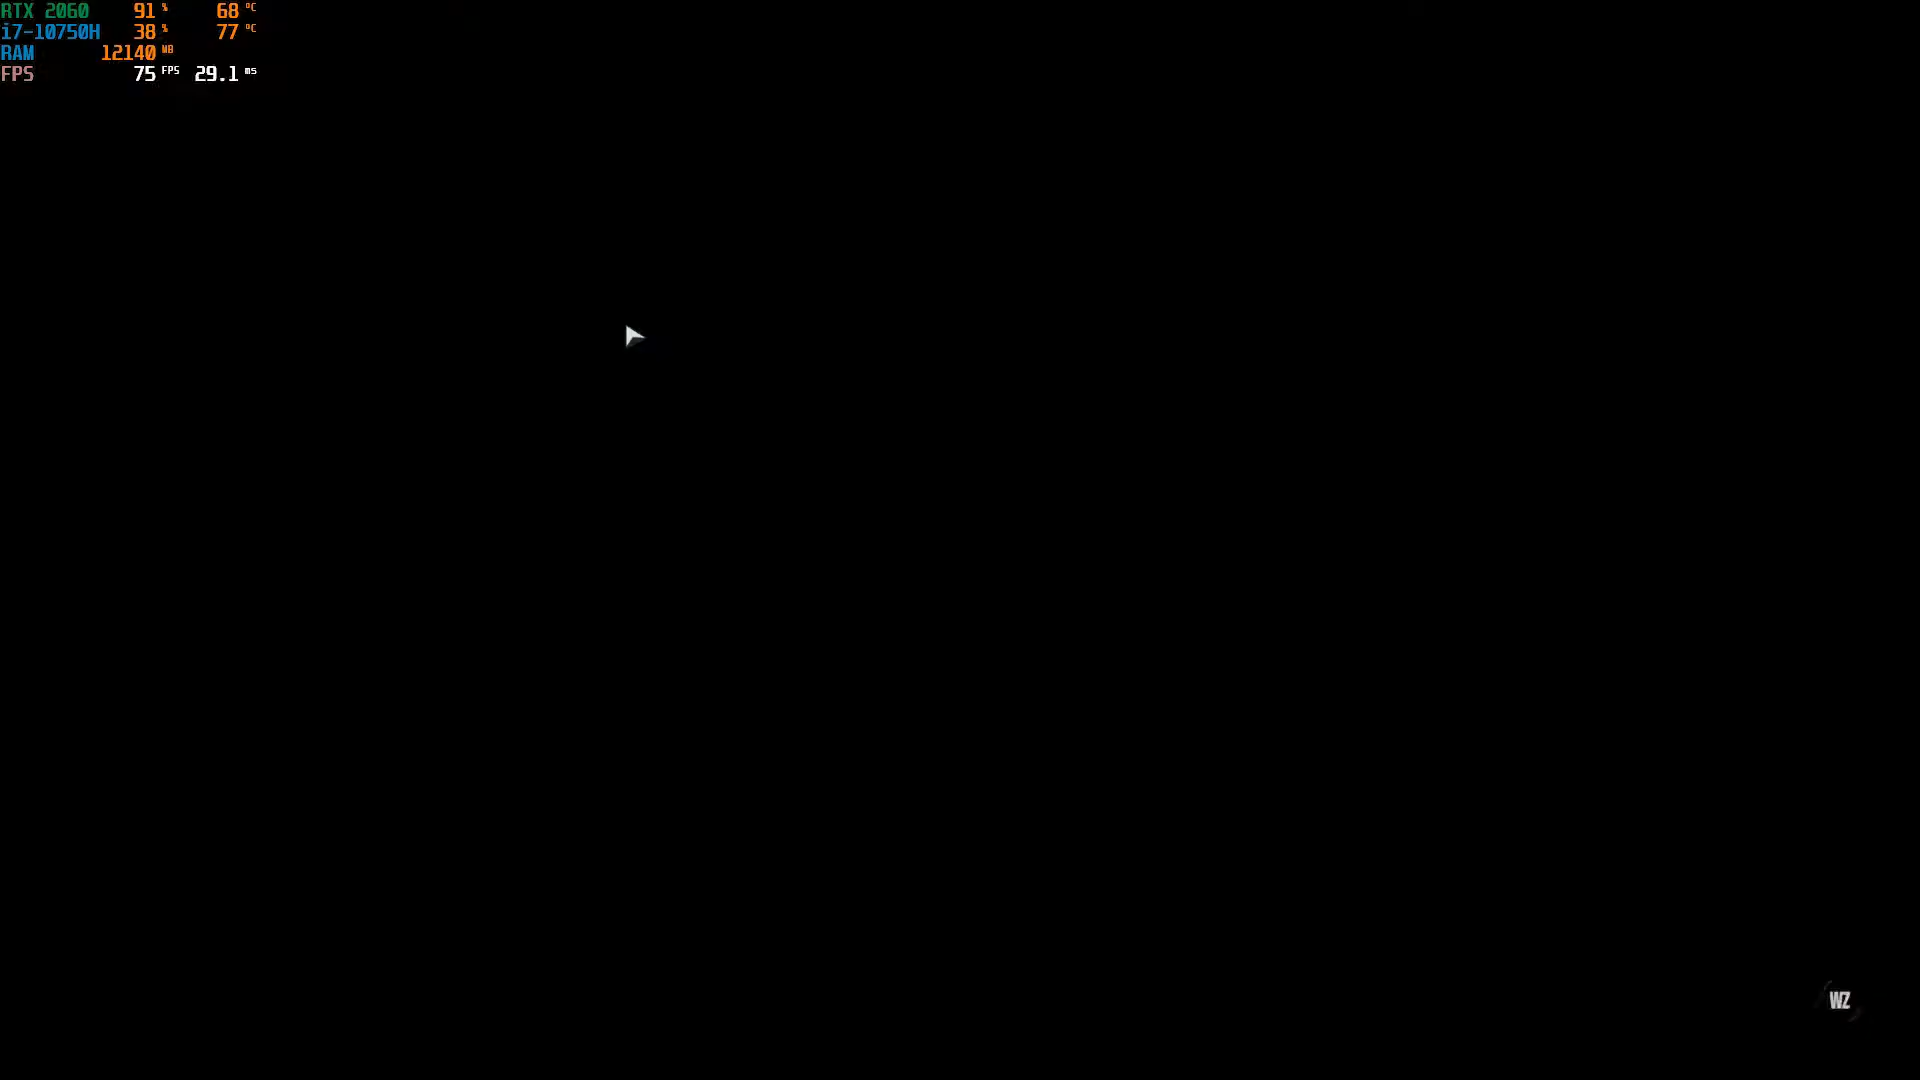 RTX 2060 91 % 68 °C
i7-10750H 38 % 77 °C
RAM 12140 MB
FPS 75 FPS 29.1 ms
WZ